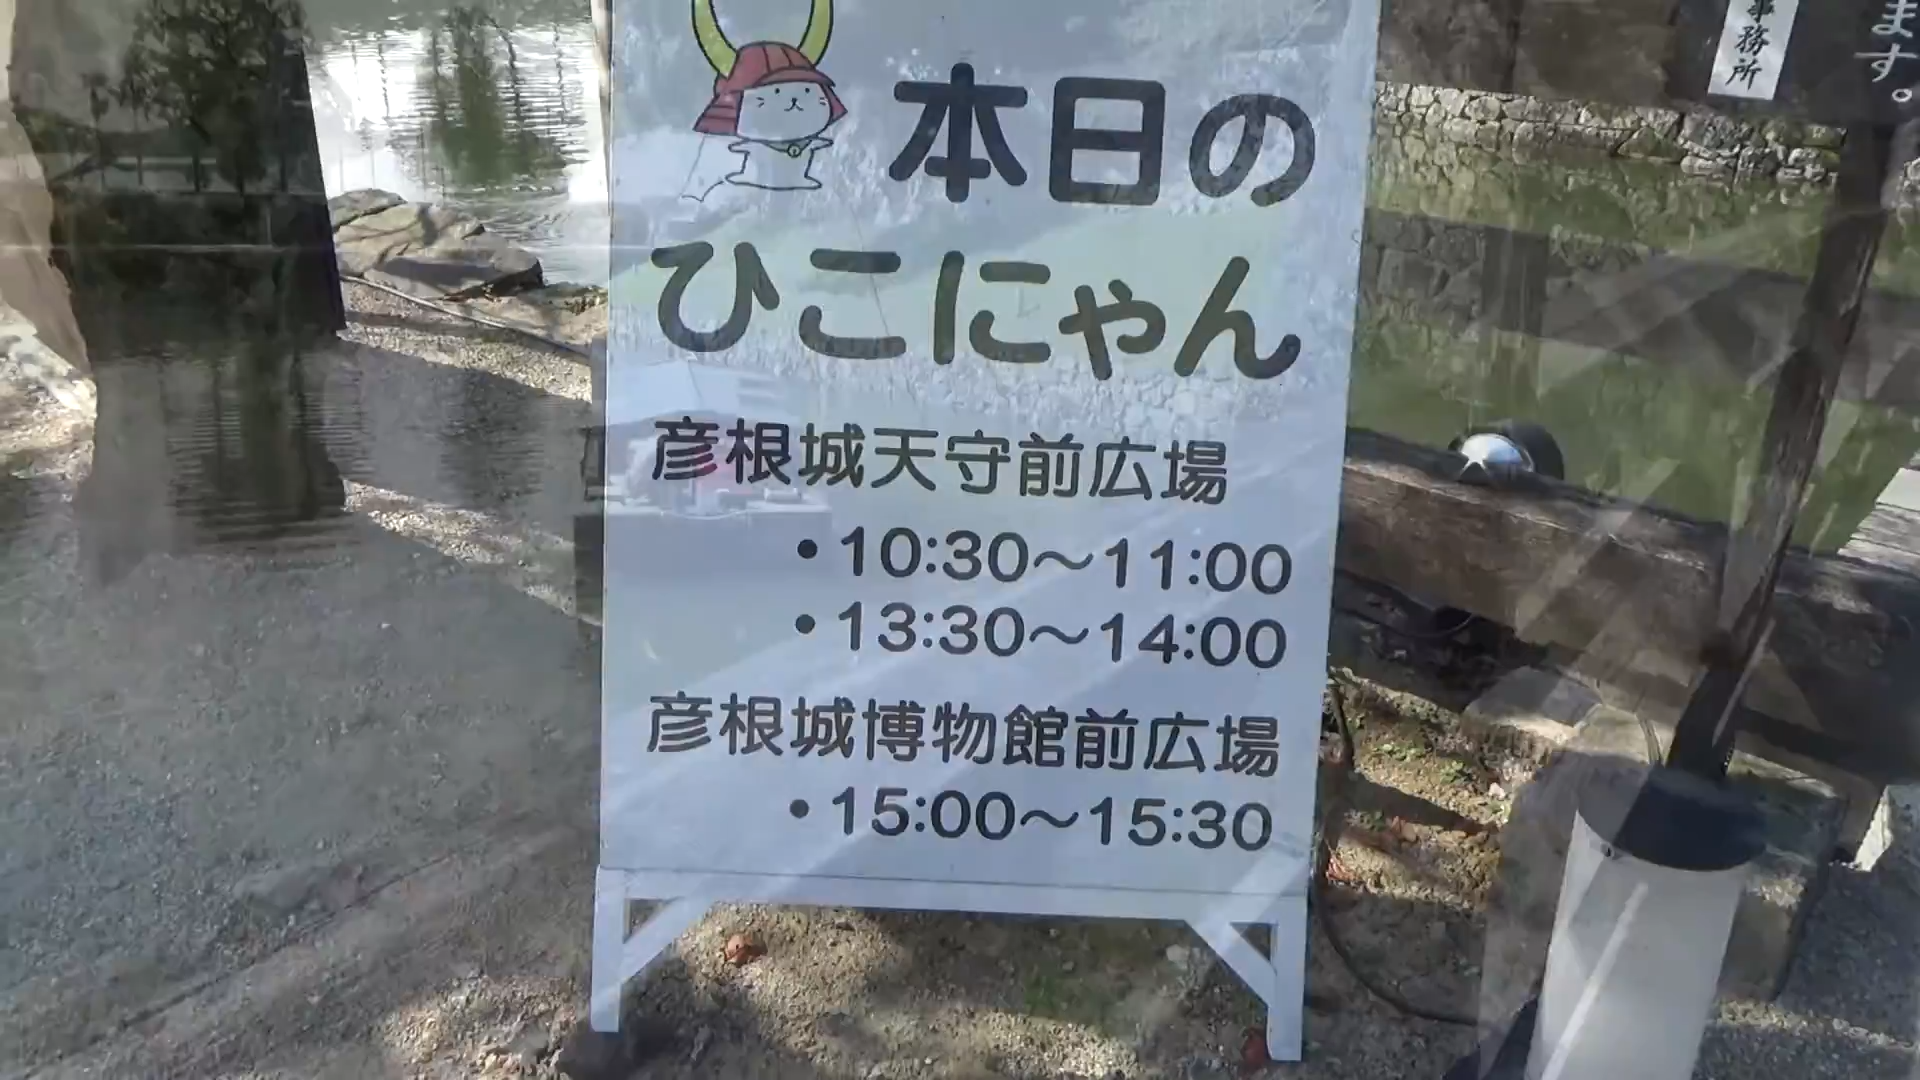 本日の
ひこにゃん
彦根城天守前広場
・10:30～11:00
・13:30～14:00
彦根城博物館前広場
・15:00～15:30
事務所
ます。